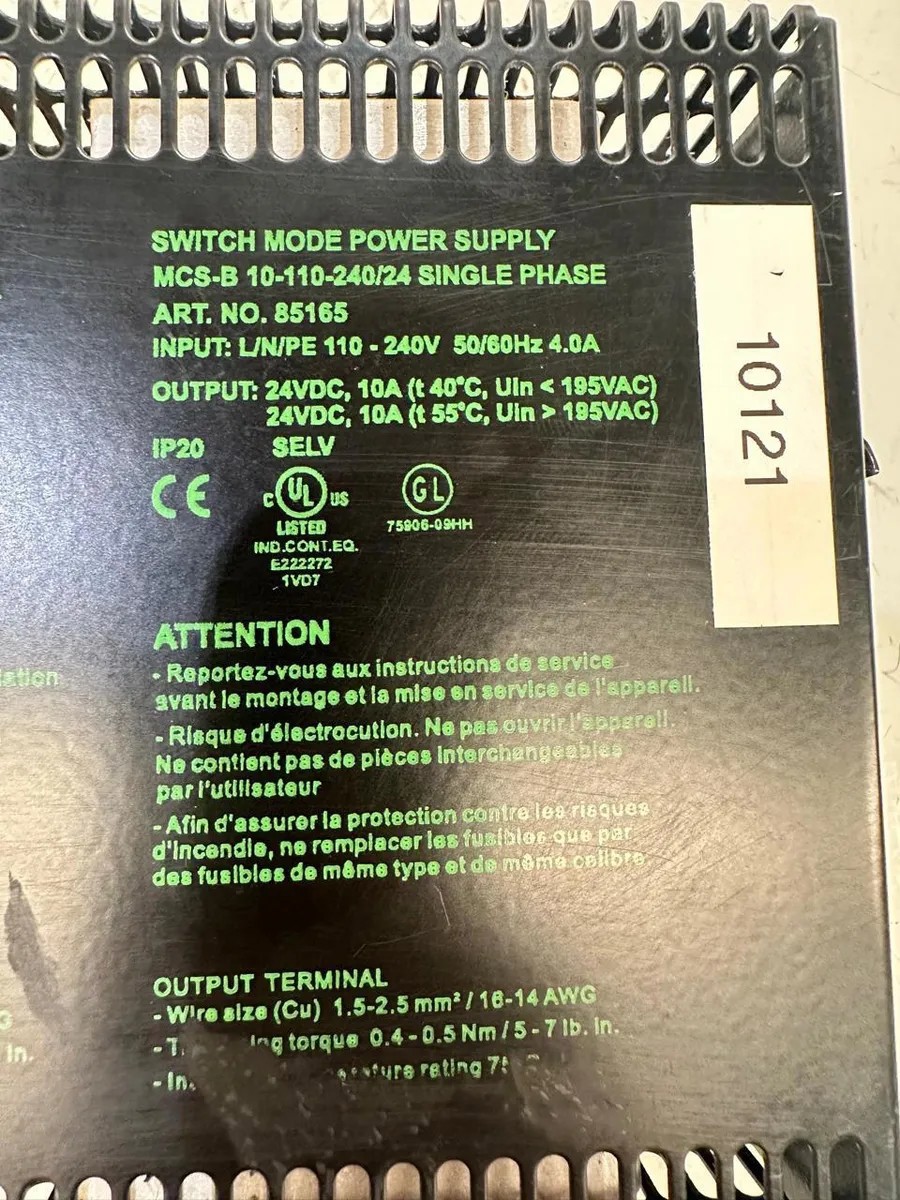 SWITCH MODE POWER SUPPLY
MCS-B 10-110-240/24 SINGLE PHASE
ART. NO. 85165
INPUT: L/N/PE 110 - 240V 50/60Hz 4.0A
OUTPUT: 24VDC, 10A (t 40°C, UIn < 195VAC)
24VDC, 10A (t 55°C, UIn > 195VAC)
IP20 SELV
CE
C UL US
LISTED
IND.CONT.EQ.
E222272
1VD7
GL
75906-09HH
10121
ATTENTION
- Reportez-vous aux instructions de service
avant le montage et la mise en service de l'appareil.
- Risque d'électrocution. Ne pas ouvrir l'appareil.
Ne contient pas de pièces interchangeables
par l'utilisateur
- Afin d'assurer la protection contre les risques
d'incendie, ne remplacer les fusibles que par
des fusibles de même type et de même calibre
OUTPUT TERMINAL
- Wire size (Cu) 1.5-2.5 mm² / 16-14 AWG
torque 0.4 - 0.5 Nm / 5 - 7 lb. in.
rating
in.